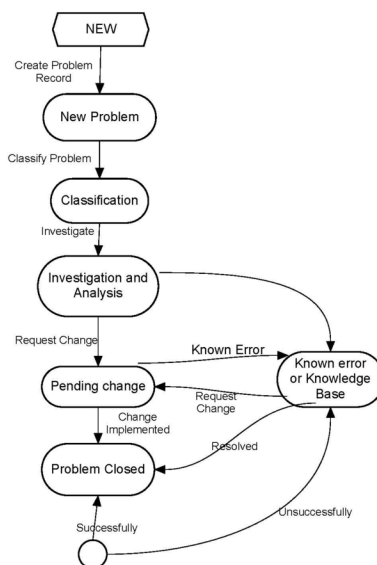 NEW
Create Problem
Record
New Problem
Classify Problem
Classification
Investigate
Investigation and
Analysis
Request Change
Known Error
Known error
or Knowledge
Base
Pending change
Request
Change
Change
Implemented
Resolved
Problem Closed
Unsuccessfully
Successfully